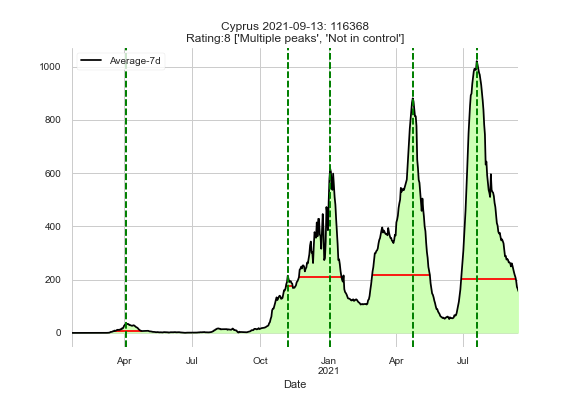 Cyprus 2021-09-13: 116368
Rating:8 ['Multiple peaks', 'Not in control']
Average-7d
1000
800
600
400
200
0
Apr Jul Oct Jan Apr Jul
2021
Date